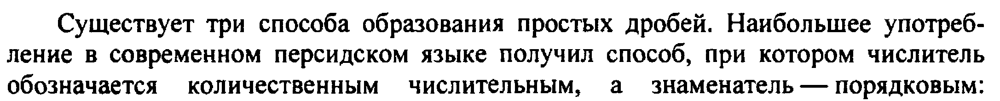 Существует три способа образования простых дробей. Наибольшее употреб-
ление в современном персидском языке получил способ, при котором числитель
обозначается количественным числительным, а знаменатель — порядковым: